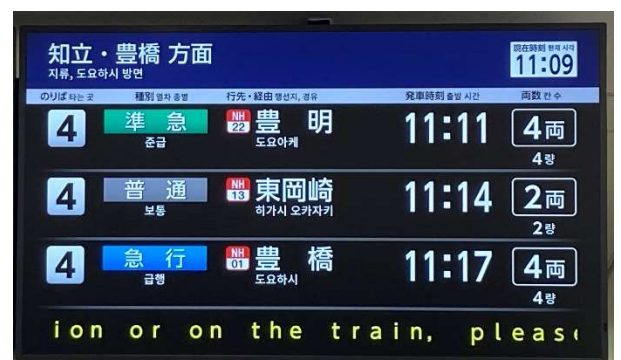 知立・豊橋 方面
지류, 도요하시 방면
現在時刻 현재 시각
11:09
のりば 타는 곳 種別 열차 종별 行先・経由 행선지, 경유 発車時刻 출발 시간 両数 칸 수
4 準急 NH 22 豊明 11:11 4両
준급 도요아케 4량
4 普通 NH 13 東岡崎 11:14 2両
보통 히가시 오카자키 2량
4 急行 NH 01 豊橋 11:17 4両
급행 도요하시 4량
ion or on the train, pleas